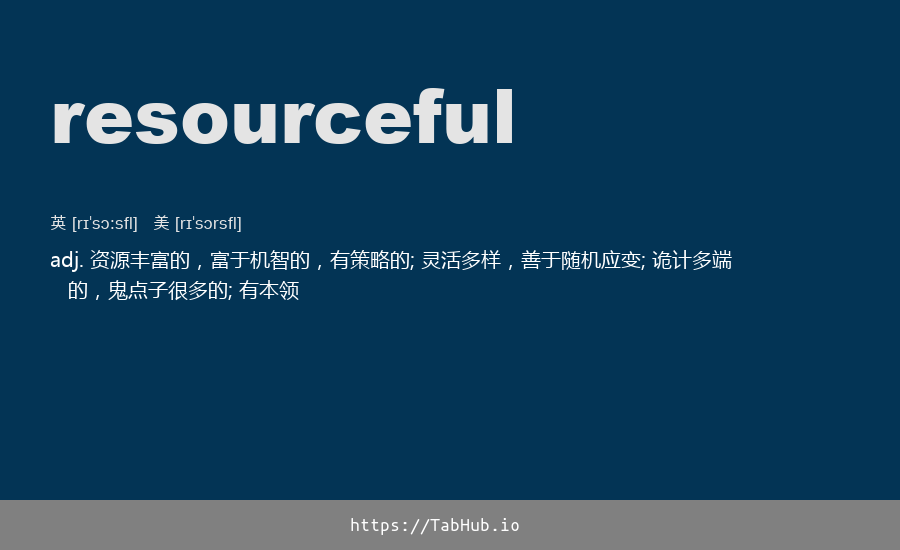 resourceful
英 [rɪˈsɔːsfl] 美 [rɪˈsɔrsfl]
adj. 资源丰富的，富于机智的，有策略的; 灵活多样，善于随机应变; 诡计多端
的，鬼点子很多的; 有本领
https://TabHub.io